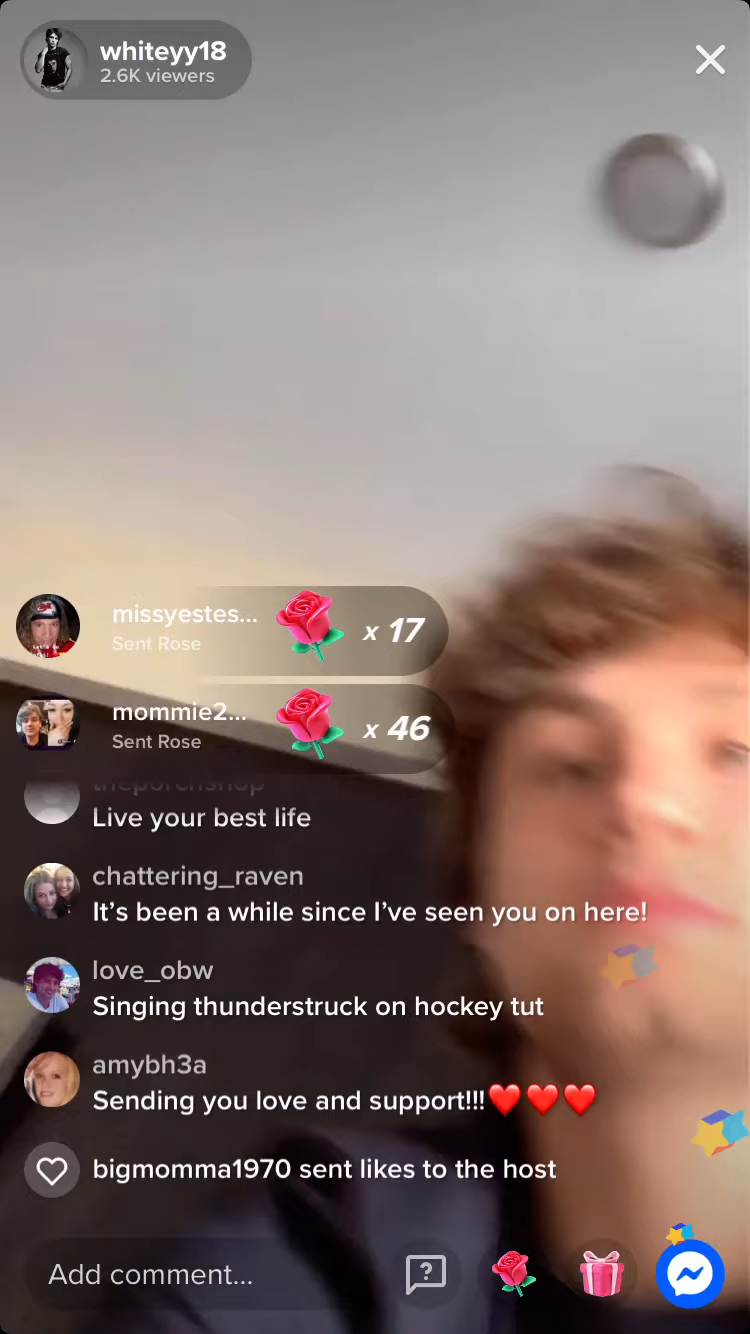 whiteyy18
2.6K viewers
missyestes...
Sent Rose
x 17
mommie2...
Sent Rose
x 46
Live your best life
chattering_raven
It's been a while since I've seen you on here!
love_obw
Singing thunderstruck on hockey tut
amybh3a
Sending you love and support!!!❤️❤️❤️
bigmomma1970 sent likes to the host
Add comment...